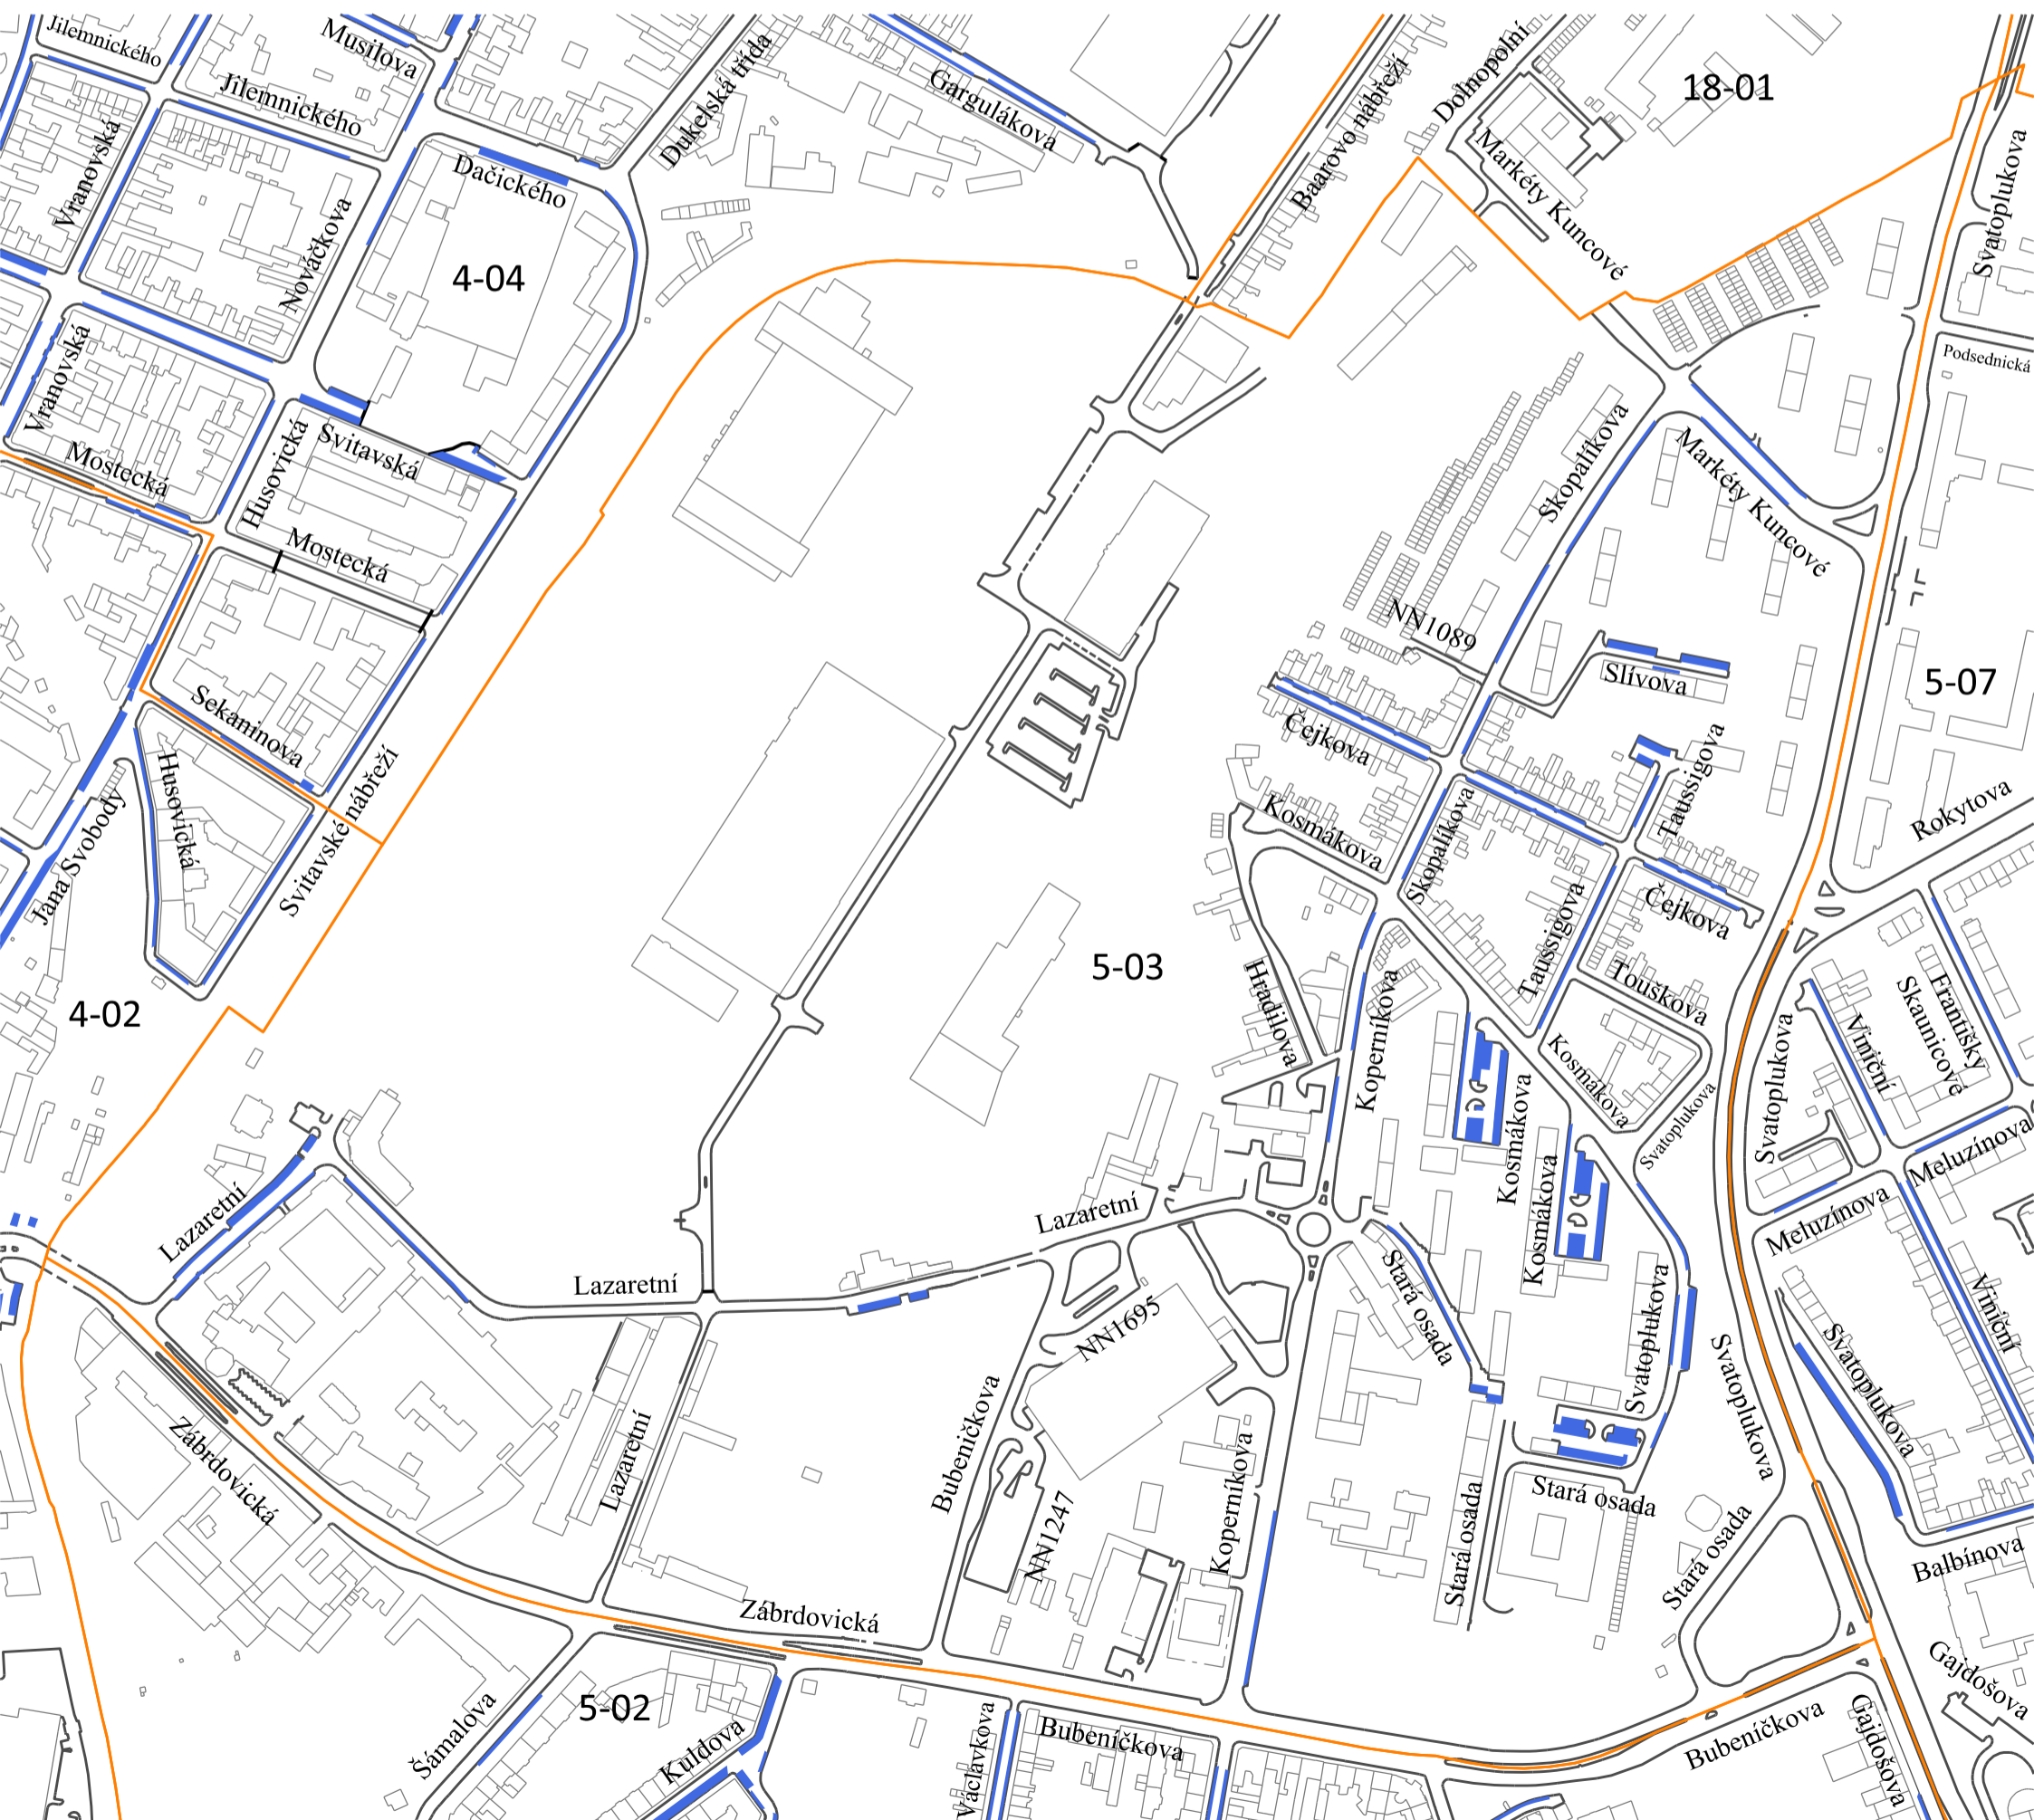 Jilemnického
Musilova
Jilemnického
Vranovská
Dačického
Dukelská třída
Gargulákova
Baarovo nábřeží
Dolnopolní
18-01
Markéty Kuncové
Svatoplukova
Nováčkova
4-04
Vranovská
Mostecká
Husovická
Svitavská
Mostecká
Podsednická
Skopalíkova
Markéty Kuncové
NN1089
Slívova
5-07
Sekaninova
Husovická
Svitavské nábřeží
Jana Svobody
Čejkova
Kosmákova
Skopalíkova
Taussigova
Rokytova
Čejkova
Taussigova
Touškova
4-02
5-03
Hradilova
Koperníkova
Kosmákova
Kosmákova
Kosmákova
Svatoplukova
Svatoplukova
Viniční
Františky
Skaunicové
Meluzínova
Meluzínova
Lazaretní
Lazaretní
Lazaretní
Lazaretní
NN1695
Stará osada
Svatoplukova
Svatoplukova
Svatoplukova
Viniční
Zábrdovická
Bubeníčkova
NN1247
Koperníkova
Stará osada
Stará osada
Stará osada
Balbínova
Zábrdovická
5-02
Šámalova
Kuldova
Václavkova
Bubeníčkova
Bubeníčkova
Gajdošova
Gajdošova